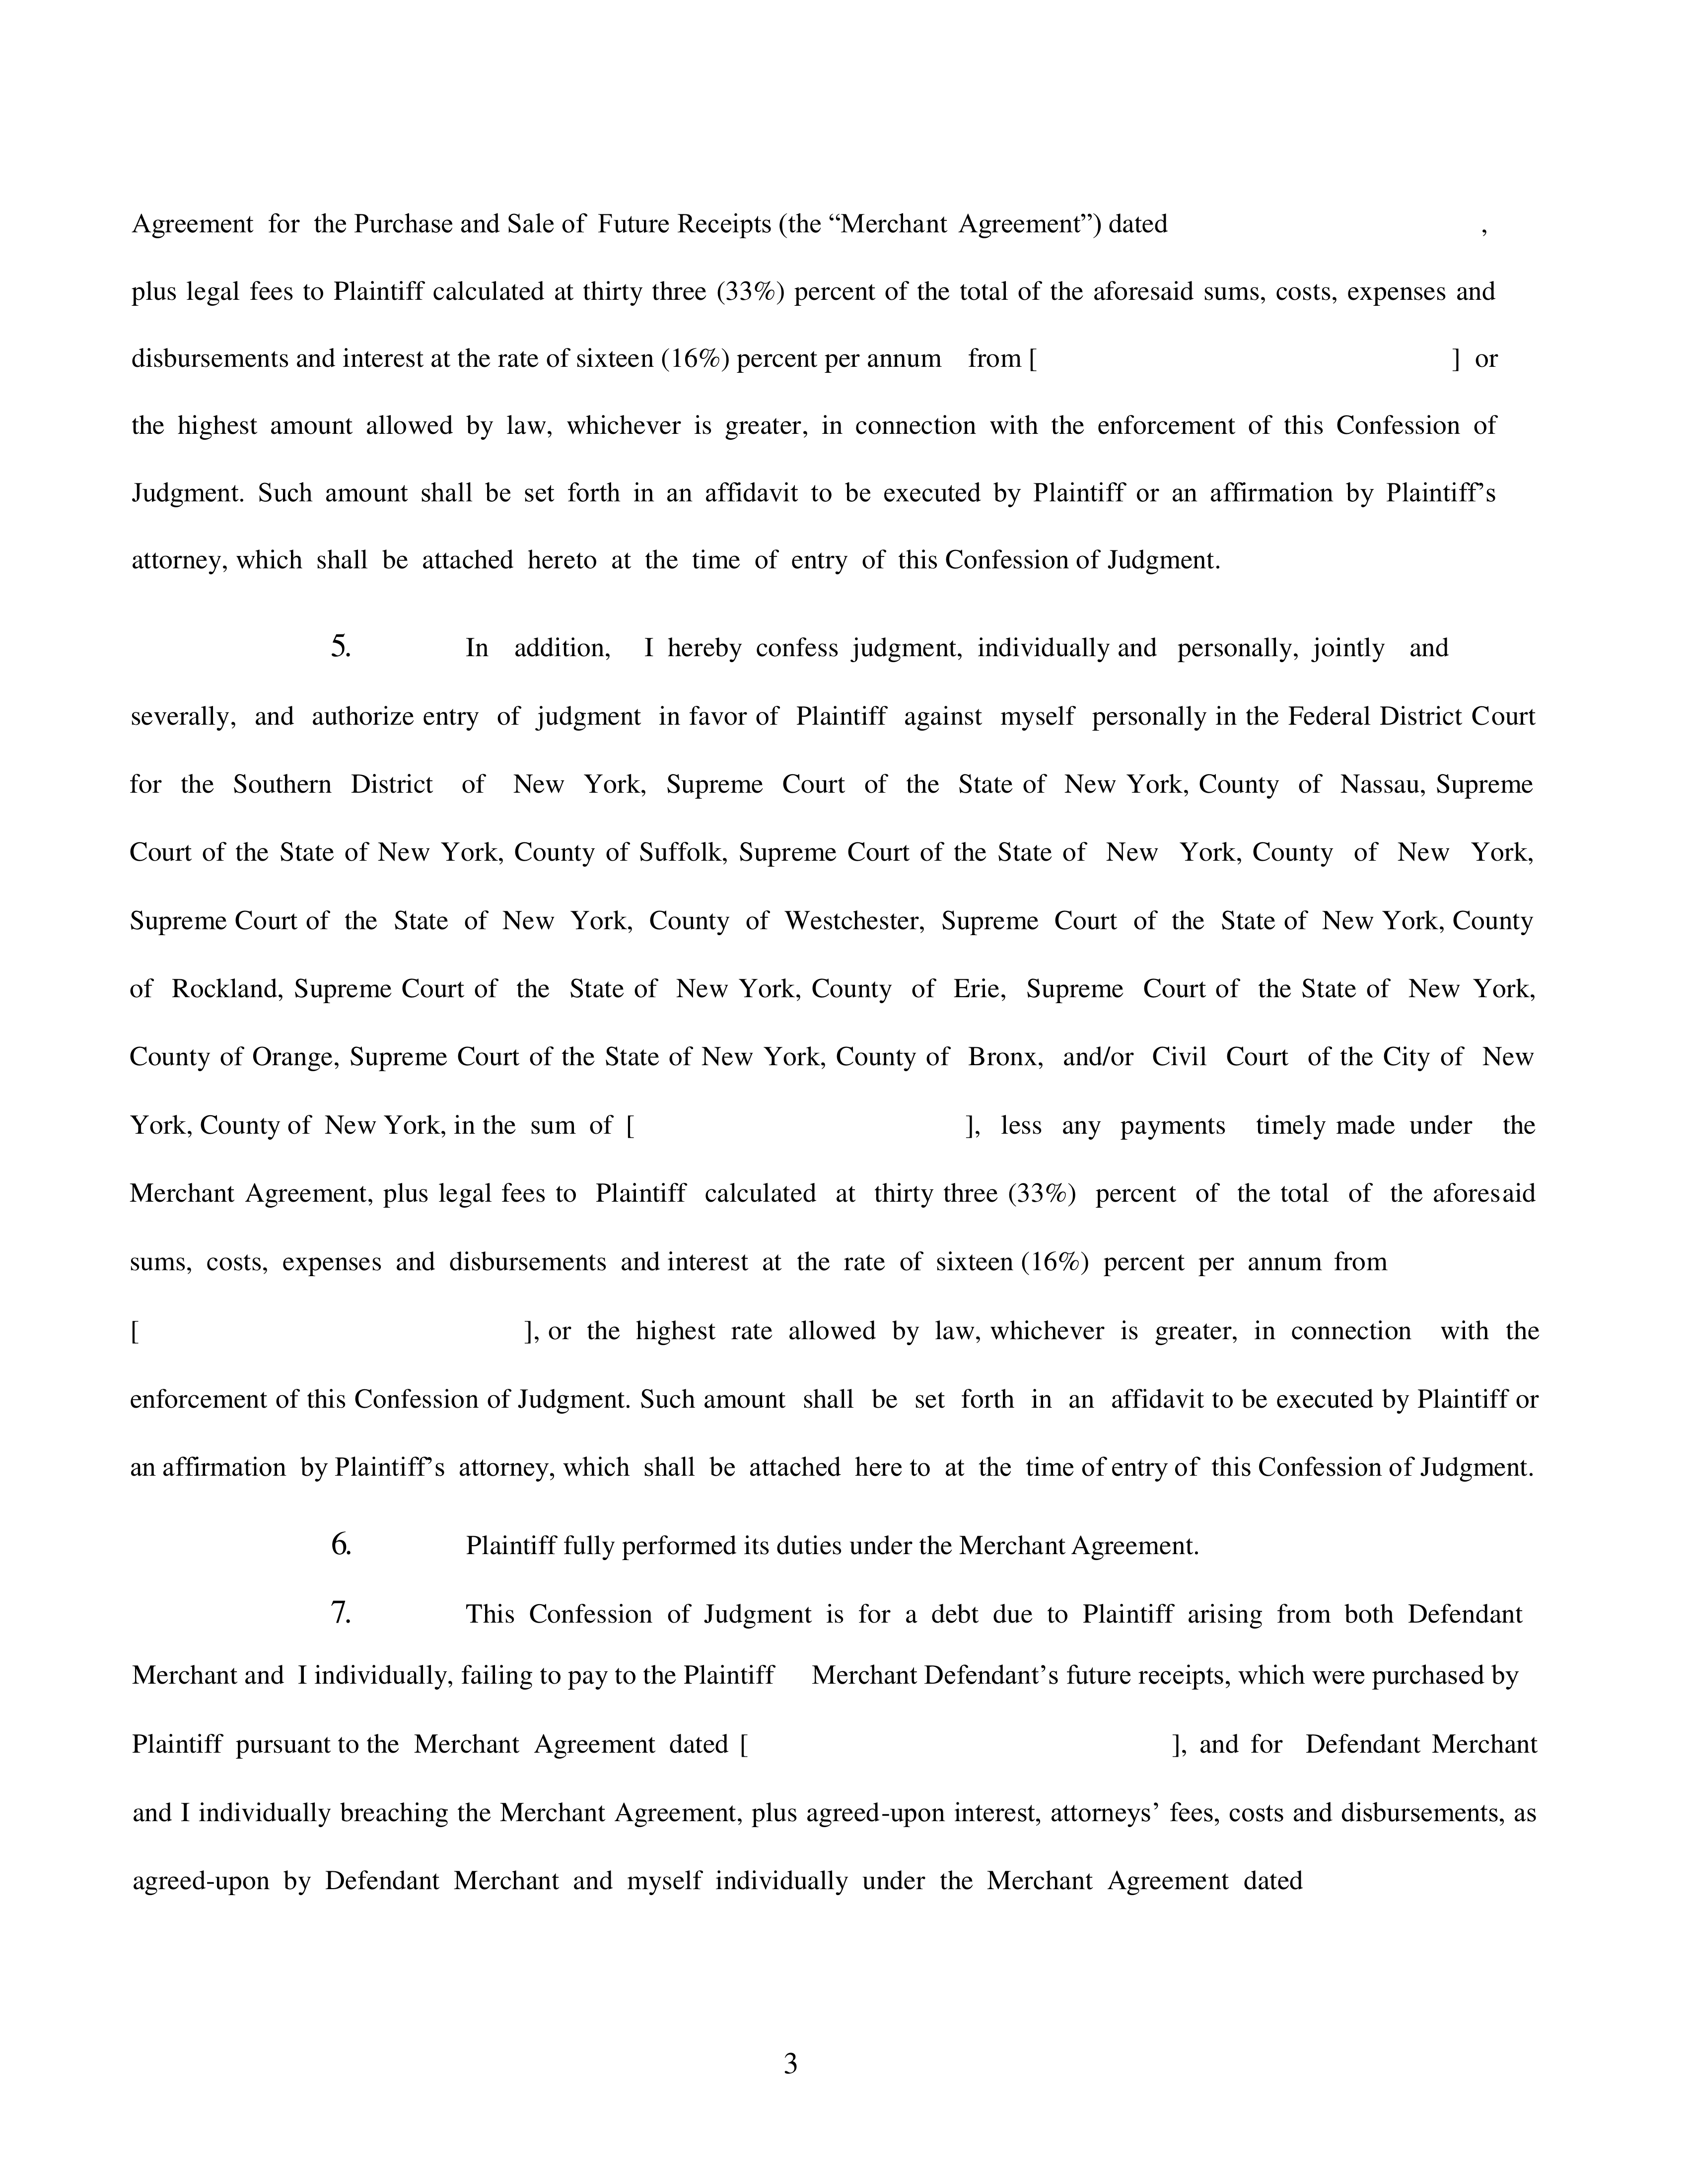 Agreement for the Purchase and Sale of Future Receipts (the “Merchant Agreement”) dated ,
plus legal fees to Plaintiff calculated at thirty three (33%) percent of the total of the aforesaid sums, costs, expenses and
disbursements and interest at the rate of sixteen (16%) percent per annum from [ ] or
the highest amount allowed by law, whichever is greater, in connection with the enforcement of this Confession of
Judgment. Such amount shall be set forth in an affidavit to be executed by Plaintiff or an affirmation by Plaintiff’s
attorney, which shall be attached hereto at the time of entry of this Confession of Judgment.
5. In addition, I hereby confess judgment, individually and personally, jointly and
severally, and authorize entry of judgment in favor of Plaintiff against myself personally in the Federal District Court
for the Southern District of New York, Supreme Court of the State of New York, County of Nassau, Supreme
Court of the State of New York, County of Suffolk, Supreme Court of the State of New York, County of New York,
Supreme Court of the State of New York, County of Westchester, Supreme Court of the State of New York, County
of Rockland, Supreme Court of the State of New York, County of Erie, Supreme Court of the State of New York,
County of Orange, Supreme Court of the State of New York, County of Bronx, and/or Civil Court of the City of New
York, County of New York, in the sum of [ ], less any payments timely made under the
Merchant Agreement, plus legal fees to Plaintiff calculated at thirty three (33%) percent of the total of the aforesaid
sums, costs, expenses and disbursements and interest at the rate of sixteen (16%) percent per annum from
[ ], or the highest rate allowed by law, whichever is greater, in connection with the
enforcement of this Confession of Judgment. Such amount shall be set forth in an affidavit to be executed by Plaintiff or
an affirmation by Plaintiff’s attorney, which shall be attached here to at the time of entry of this Confession of Judgment.
6. Plaintiff fully performed its duties under the Merchant Agreement.
7. This Confession of Judgment is for a debt due to Plaintiff arising from both Defendant
Merchant and I individually, failing to pay to the Plaintiff Merchant Defendant’s future receipts, which were purchased by
Plaintiff pursuant to the Merchant Agreement dated [ ], and for Defendant Merchant
and I individually breaching the Merchant Agreement, plus agreed-upon interest, attorneys’ fees, costs and disbursements, as
agreed-upon by Defendant Merchant and myself individually under the Merchant Agreement dated
3